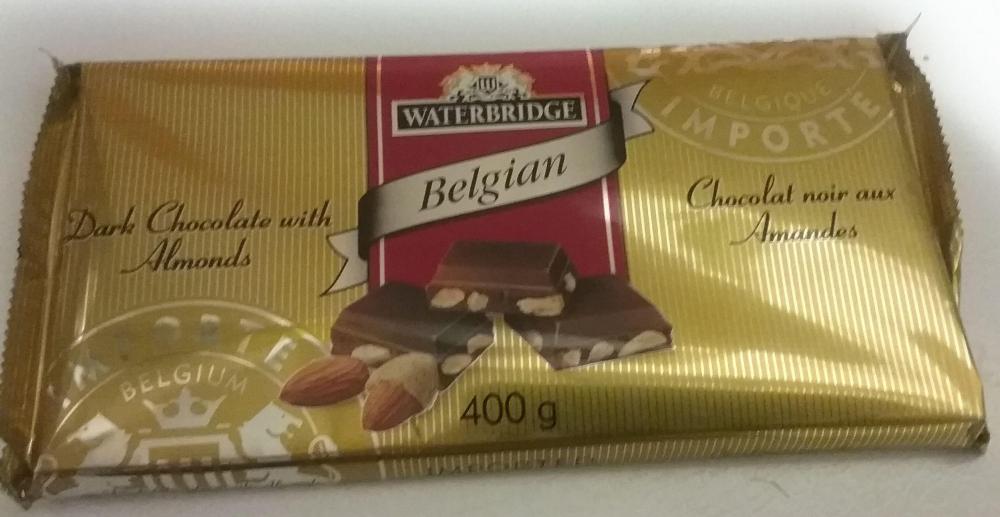 WATERBRIDGE
Belgian
Dark Chocolate with
Almonds
Chocolat noir aux
Amandes
BELGIQUE
IMPORTE
IMPORTE
BELGIUM
400 g